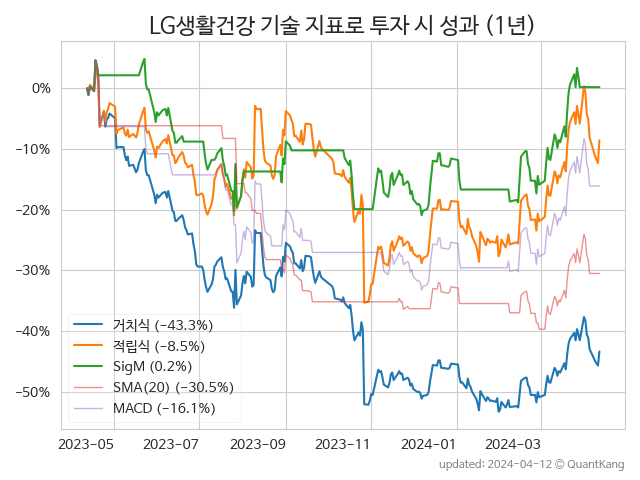 LG생활건강 기술 지표로 투자 시 성과 (1년)
0%
−10%
−20%
−30%
−40%
−50%
거치식 (−43.3%)
적립식 (−8.5%)
SigM (0.2%)
SMA(20) (−30.5%)
MACD (−16.1%)
2023−05 2023−07 2023−09 2023−11 2024−01 2024−03
updated: 2024−04−12 © QuantKang